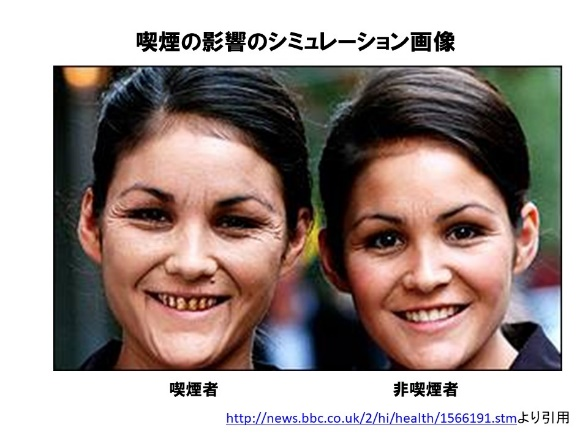 喫煙の影響のシミュレーション画像
喫煙者
非喫煙者
http://news.bbc.co.uk/2/hi/health/1566191.stmより引用